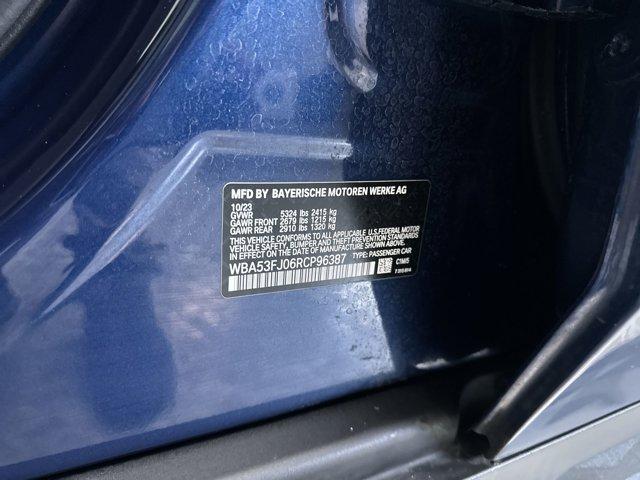 MFD BY BAYERISCHE MOTOREN WERKE AG
10/23
GVWR 5324 lbs 2415 kg
GAWR FRONT 2679 lbs 1215 kg
GAWR REAR 2910 lbs 1320 kg
THIS VEHICLE CONFORMS TO ALL APPLICABLE U.S.FEDERAL MOTOR
VEHICLE SAFETY, BUMPER, AND THEFT PREVENTION STANDARDS
IN EFFECT ON THE DATE OF MANUFACTURE SHOWN ABOVE.
WBA53FJ06RCP96387 TYPE: PASSENGER CAR
C1M/5